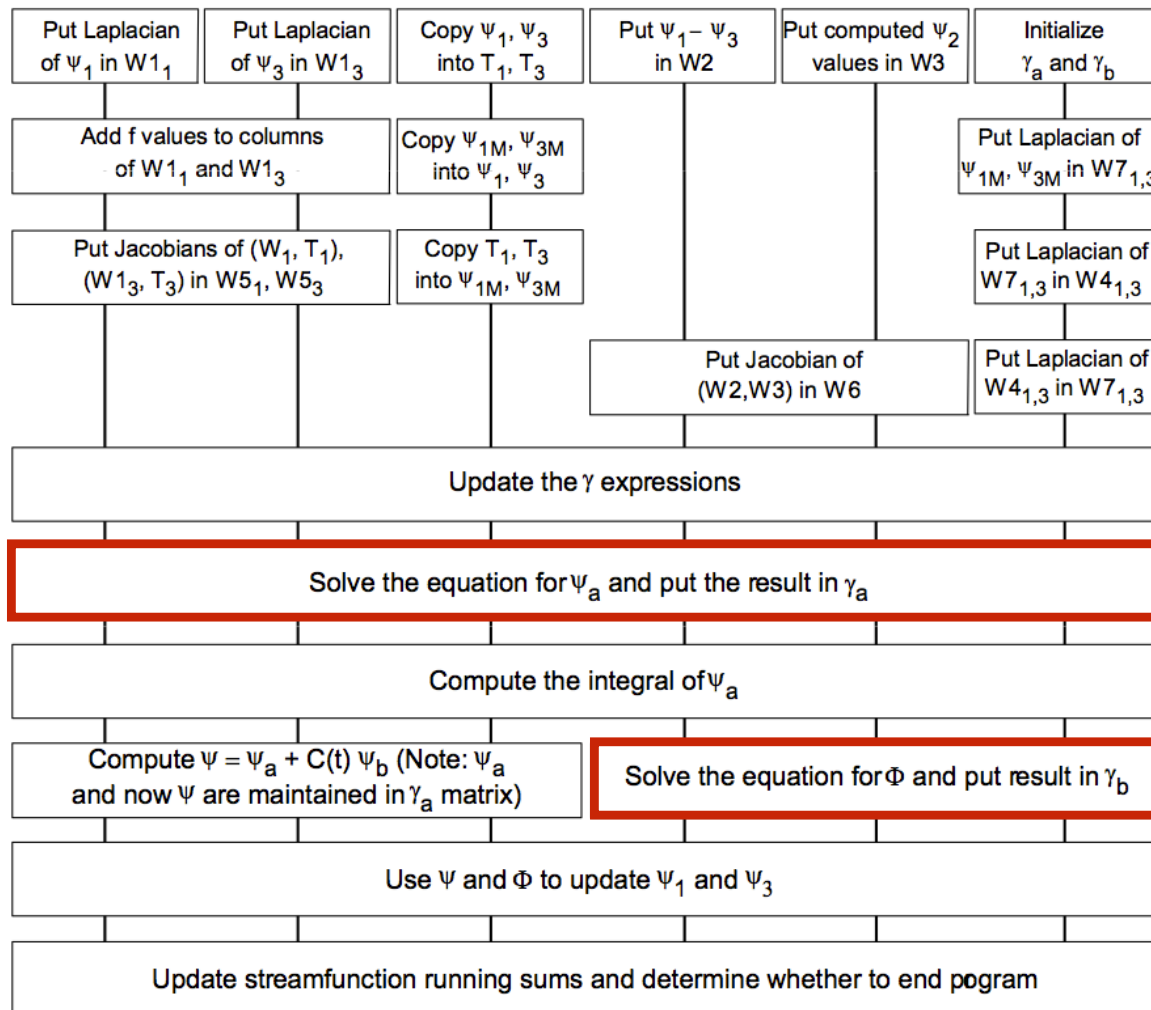 Put Laplacian
of Ψ₁ in W1₁
Put Laplacian
of Ψ₃ in W1₃
Copy Ψ₁, Ψ₃
into T₁, T₃
Put Ψ₁ – Ψ₃
in W2
Put computed Ψ₂
values in W3
Initialize
γₐ and γ_b
Add f values to columns
of W1₁ and W1₃
Copy Ψ₁M, Ψ₃M
into Ψ₁, Ψ₃
Put Laplacian of
Ψ₁M, Ψ₃M in W7₁,₃
Put Jacobians of (W₁, T₁),
(W1₃, T₃) in W5₁, W5₃
Copy T₁, T₃
into Ψ₁M, Ψ₃M
Put Laplacian of
W7₁,₃ in W4₁,₃
Put Jacobian of
(W2,W3) in W6
Put Laplacian of
W4₁,₃ in W7₁,₃
Update the γ expressions
Solve the equation for Ψₐ and put the result in γₐ
Compute the integral of Ψₐ
Compute Ψ = Ψₐ + C(t) Ψ_b (Note: Ψₐ
and now Ψ are maintained in γₐ matrix)
Solve the equation for Φ and put result in γ_b
Use Ψ and Φ to update Ψ₁ and Ψ₃
Update streamfunction running sums and determine whether to end pogram